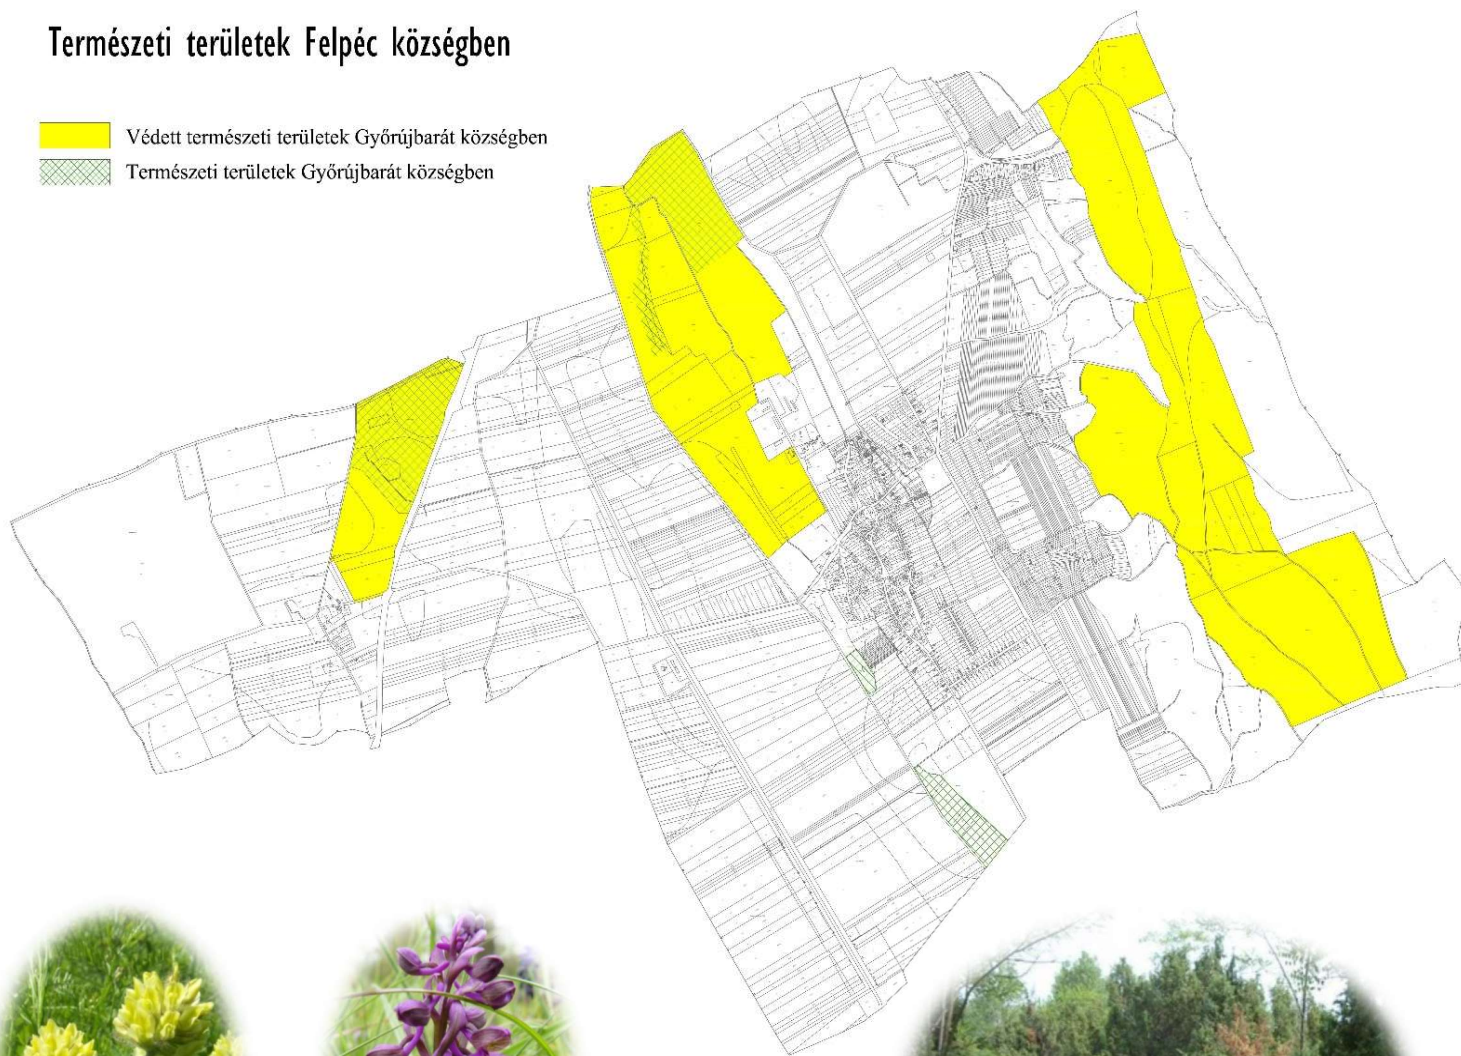 Természeti területek Felpéc községben
Védett természeti területek Győrújbarát községben
Természeti területek Győrújbarát községben